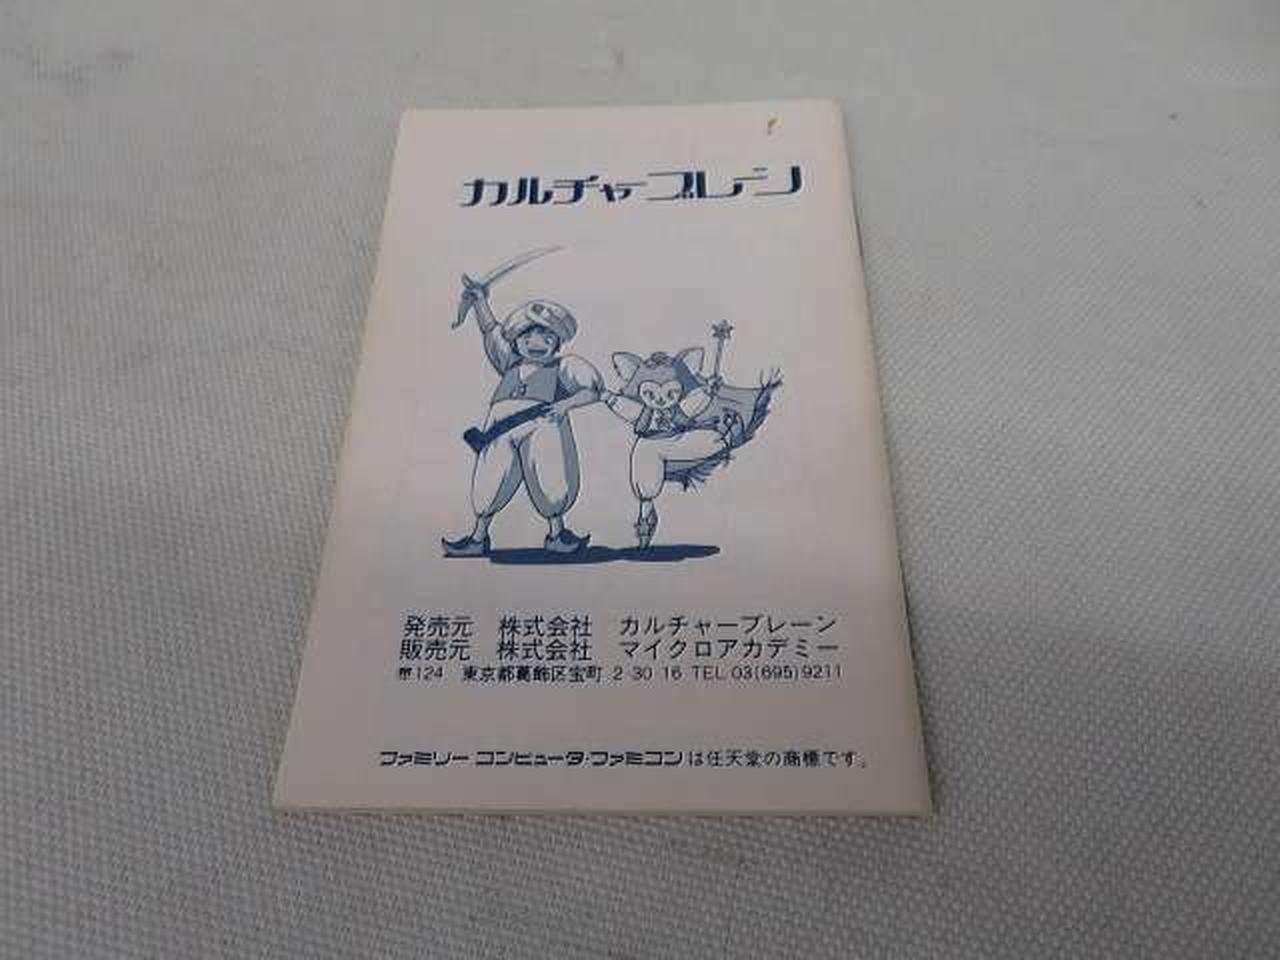 カルチャーブレーン
発売元 株式会社 カルチャーブレーン
販売元 株式会社 マイクロアカデミー
〒124 東京都葛飾区宝町 2-30-16 TEL.03(695)9211
ファミリーコンピュータ・ファミコンは任天堂の商標です。